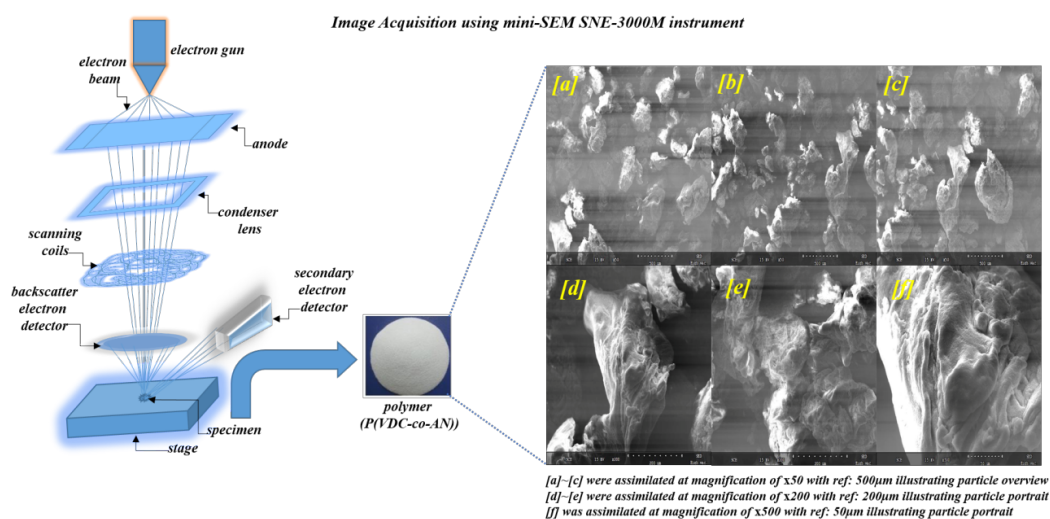 Image Acquisition using mini-SEM SNE-3000M instrument
electron gun
electron
beam
anode
condenser
lens
scanning
coils
secondary
electron
detector
backscatter
electron
detector
specimen
stage
polymer
(P(VDC-co-AN))
[a]
[b]
[c]
[d]
[e]
[f]
[a]~[c] were assimilated at magnification of x50 with ref: 500µm illustrating particle overview
[d]~[e] were assimilated at magnification of x200 with ref: 200µm illustrating particle portrait
[f] was assimilated at magnification of x500 with ref: 50µm illustrating particle portrait